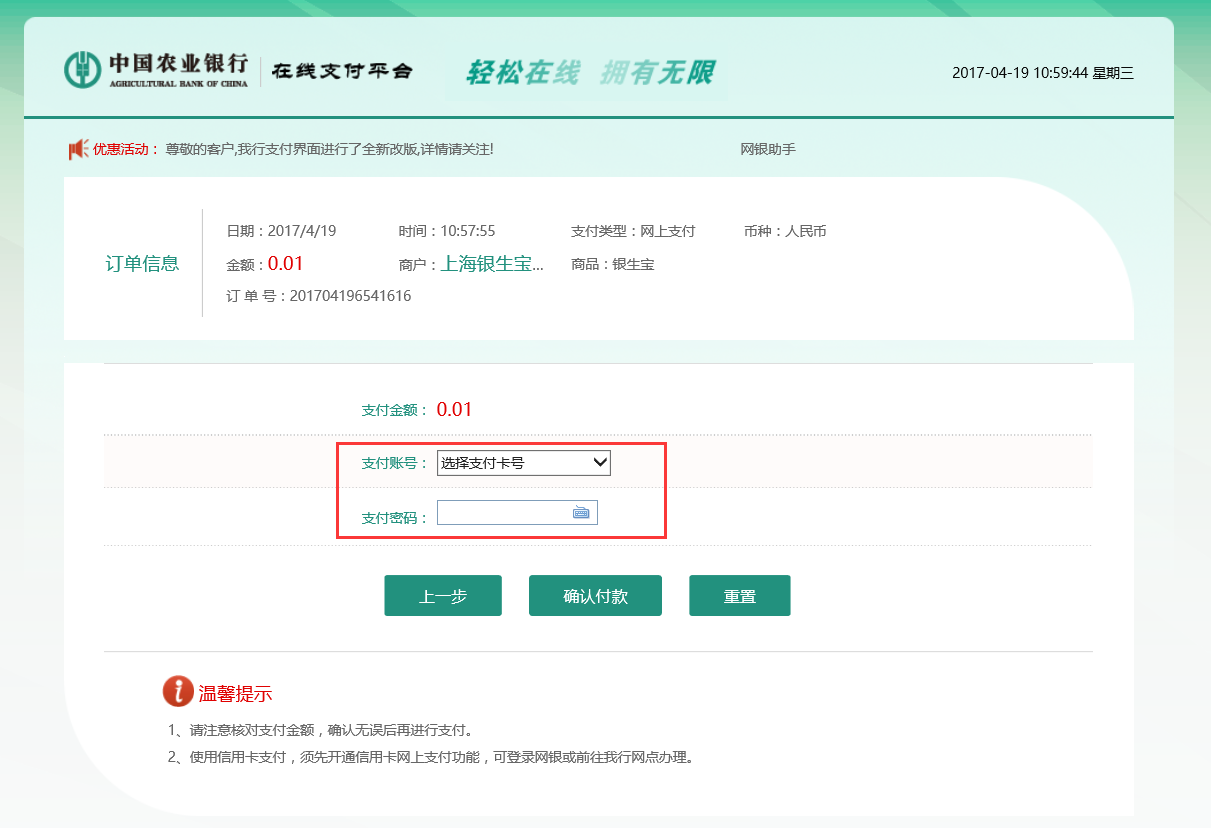 中国农业银行 在线支付平台 轻松在线 拥有无限
AGRICULTURAL BANK OF CHINA
2017-04-19 10:59:44 星期三
优惠活动： 尊敬的客户,我行支付界面进行了全新改版,详情请关注! 网银助手
日期：2017/4/19 时间：10:57:55 支付类型：网上支付 币种：人民币
订单信息 金额：0.01 商户：上海银生宝... 商品：银生宝
订 单 号：201704196541616
支付金额： 0.01
支付账号： 选择支付卡号
支付密码：
上一步 确认付款 重置
温馨提示
1、请注意核对支付金额，确认无误后再进行支付。
2、使用信用卡支付，须先开通信用卡网上支付功能，可登录网银或前往我行网点办理。